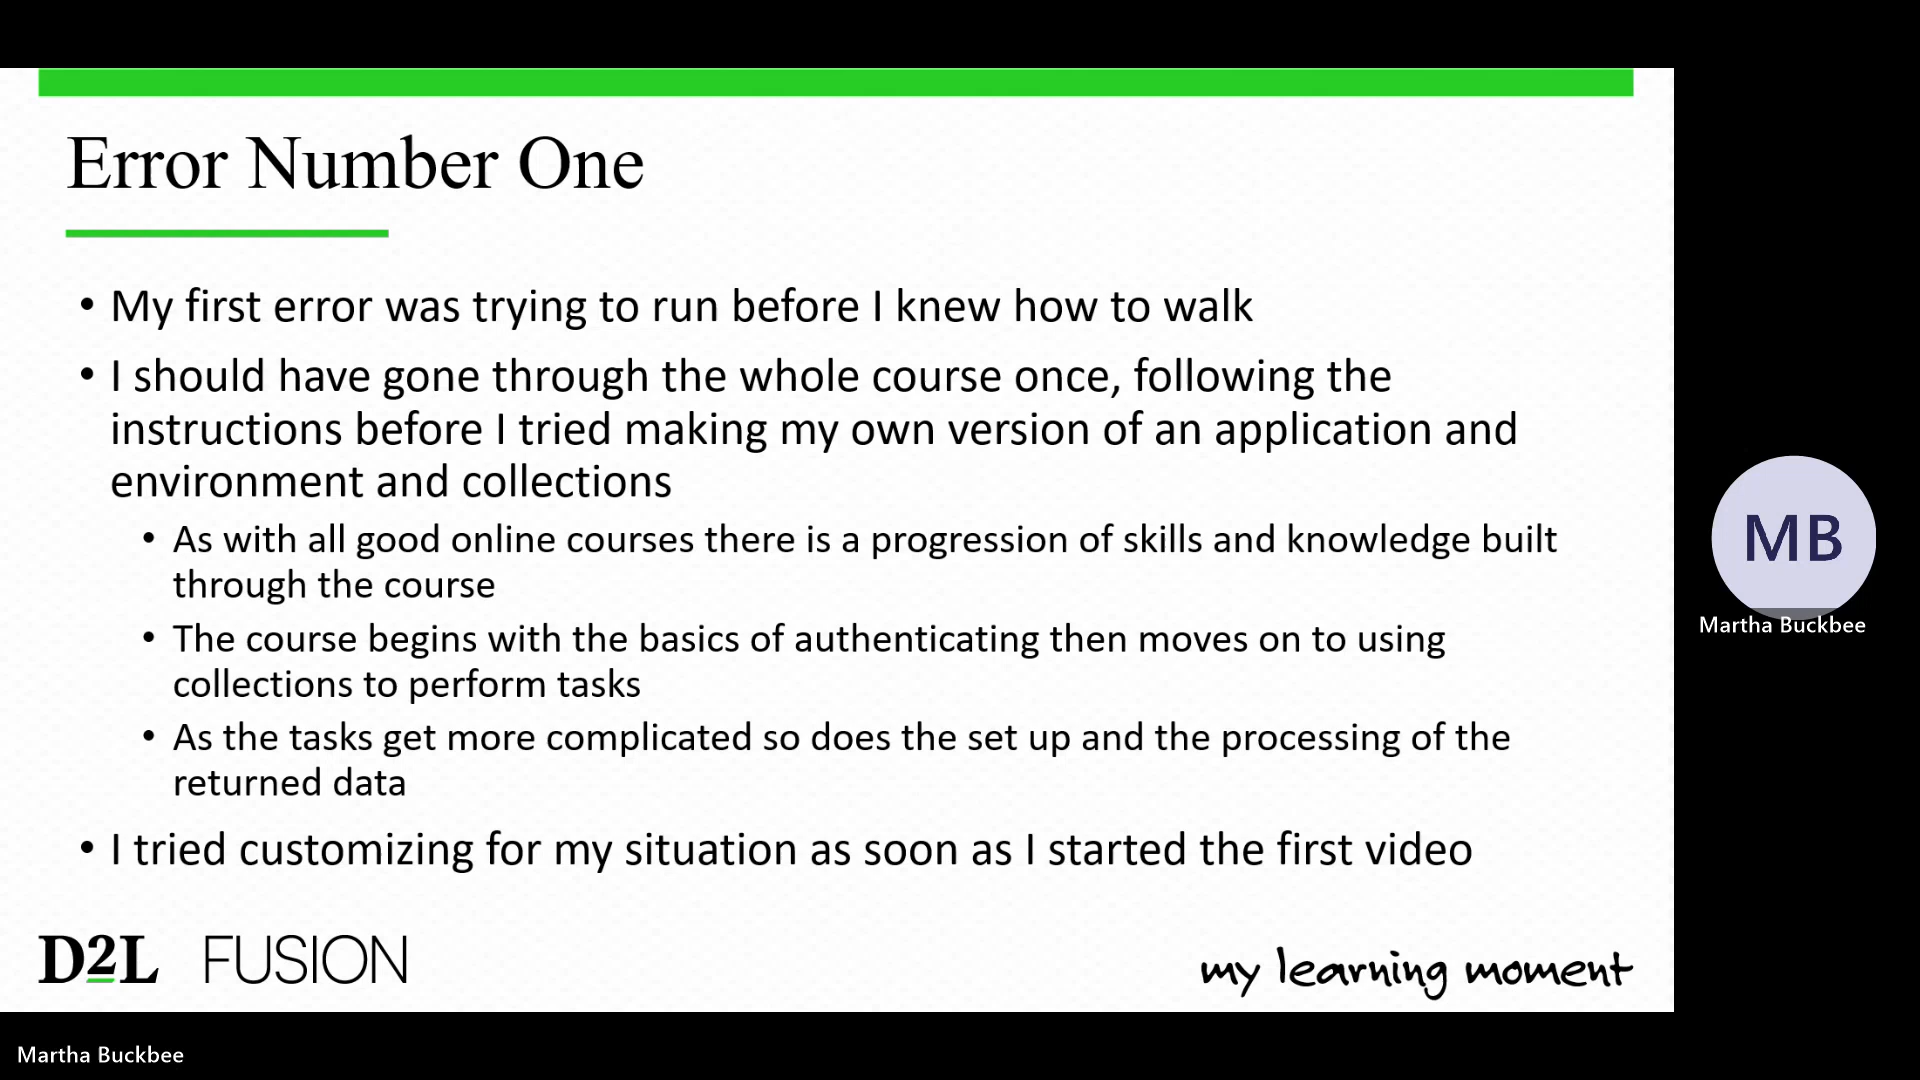 Error Number One
• My first error was trying to run before I knew how to walk
• I should have gone through the whole course once, following the
instructions before I tried making my own version of an application and
environment and collections
• As with all good online courses there is a progression of skills and knowledge built
through the course
• The course begins with the basics of authenticating then moves on to using
collections to perform tasks
• As the tasks get more complicated so does the set up and the processing of the
returned data
• I tried customizing for my situation as soon as I started the first video
D2L FUSION
my learning moment
MB
Martha Buckbee
Martha Buckbee